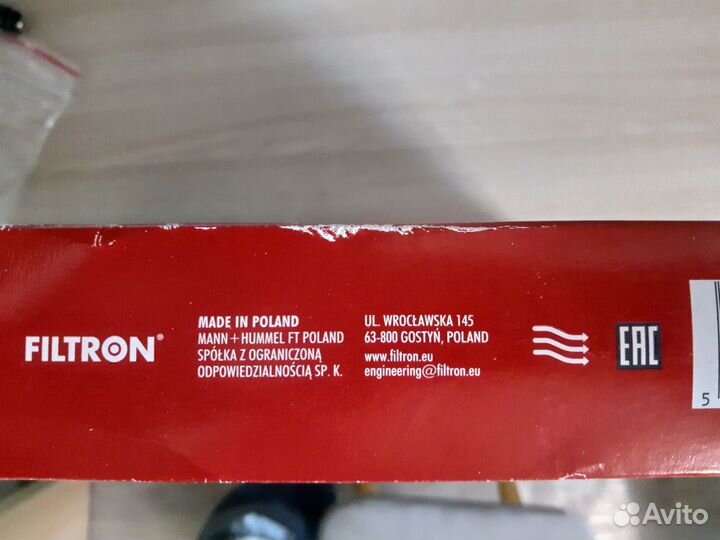 FILTRON®
MADE IN POLAND
MANN+HUMMEL FT POLAND
SPÓŁKA Z OGRANICZONĄ
ODPOWIEDZIALNOŚCIĄ SP. K.
UL. WROCŁAWSKA 145
63-800 GOSTYŃ, POLAND
www.filtron.eu
engineering@filtron.eu
EAC
5
Avito